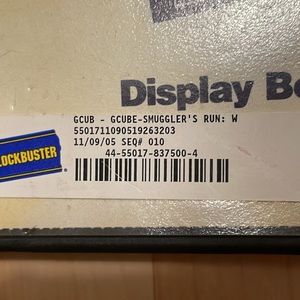 Display Bo
GCUB - GCUBE-SMUGGLER'S RUN: W
5501711090519263203
11/09/05 SEQ# 010
LOCKBUSTER
44-55017-837500-4